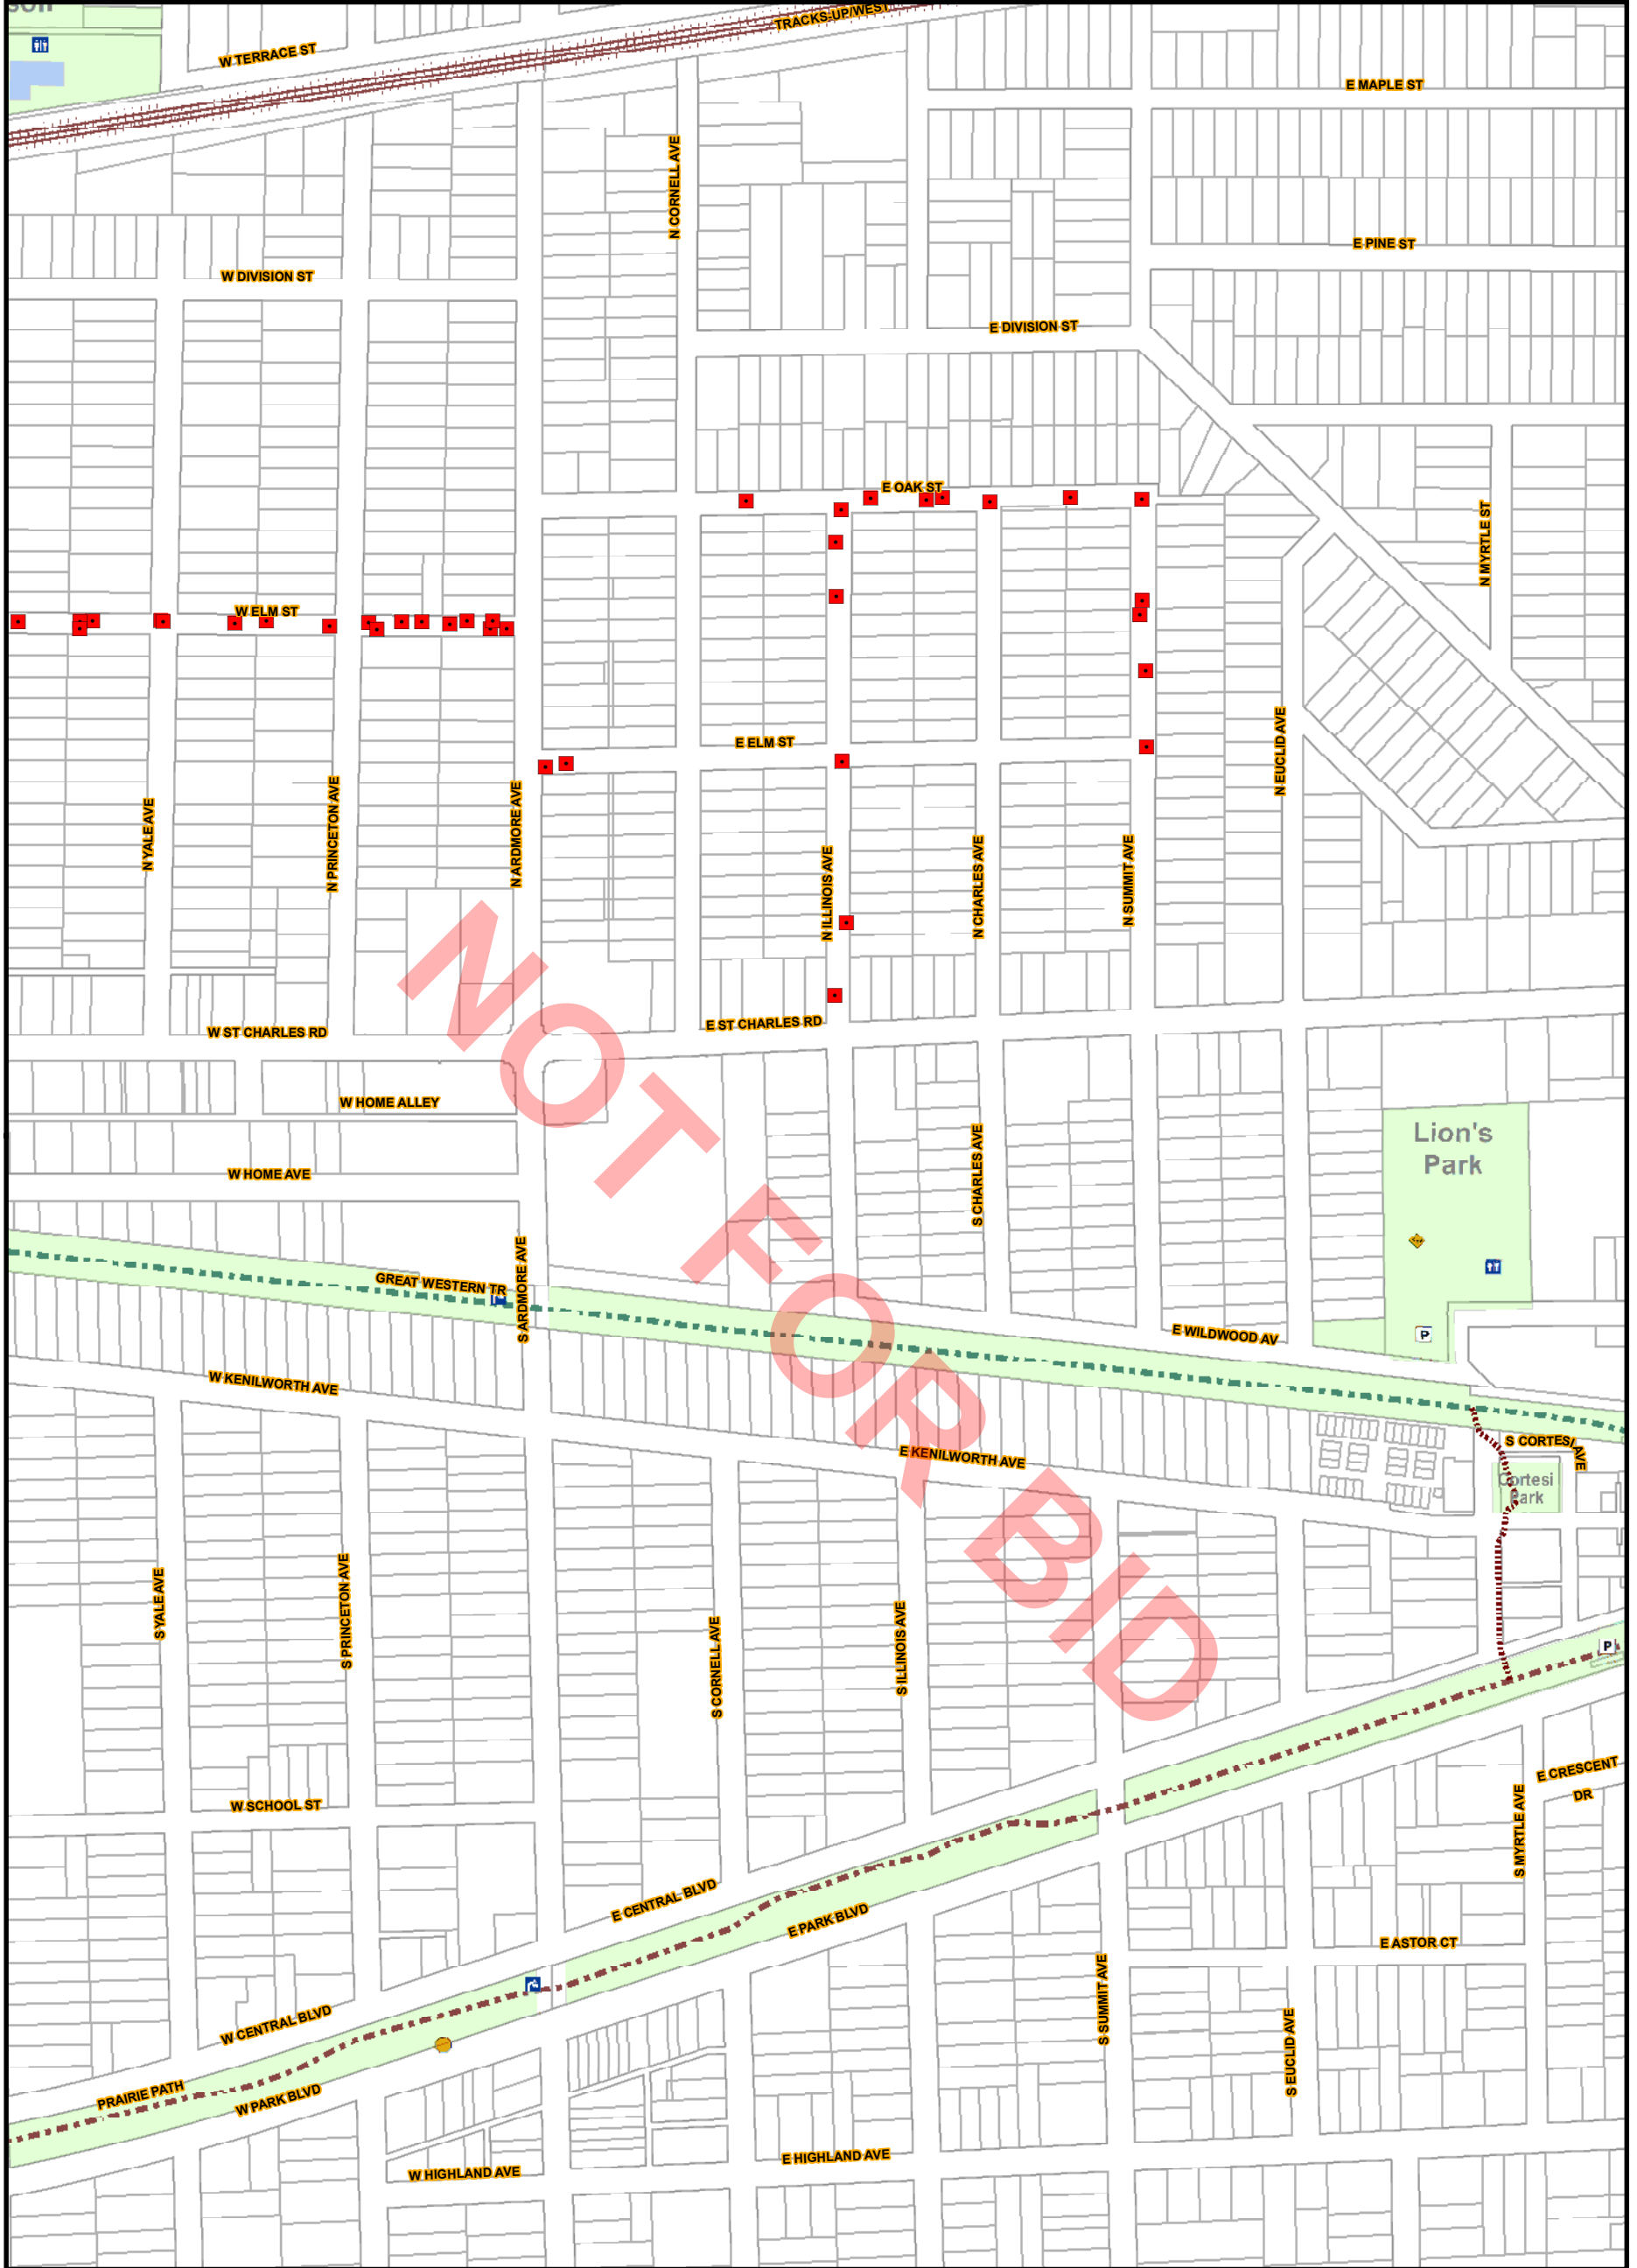 W TERRACE ST
TRACKS-UP/WEST
E MAPLE ST
N CORNELL AVE
E PINE ST
W DIVISION ST
E DIVISION ST
E OAK ST
N MYRTLE ST
W ELM ST
E ELM ST
N EUCLID AVE
N YALE AVE
N PRINCETON AVE
N ARDMORE AVE
N ILLINOIS AVE
N CHARLES AVE
N SUMMIT AVE
W ST CHARLES RD
E ST CHARLES RD
W HOME ALLEY
Lion's
Park
S CHARLES AVE
W HOME AVE
GREAT WESTERN TR
S ARDMORE AVE
E WILDWOOD AV
P
W KENILWORTH AVE
E KENILWORTH AVE
S CORTESI AVE
Cortesi
Park
S YALE AVE
S PRINCETON AVE
S CORNELL AVE
S ILLINOIS AVE
P
NOT FOR BID
W SCHOOL ST
E CRESCENT
DR
S MYRTLE AVE
E CENTRAL BLVD
E PARK BLVD
E ASTOR CT
S SUMMIT AVE
S EUCLID AVE
W CENTRAL BLVD
PRAIRIE PATH
W PARK BLVD
W HIGHLAND AVE
E HIGHLAND AVE